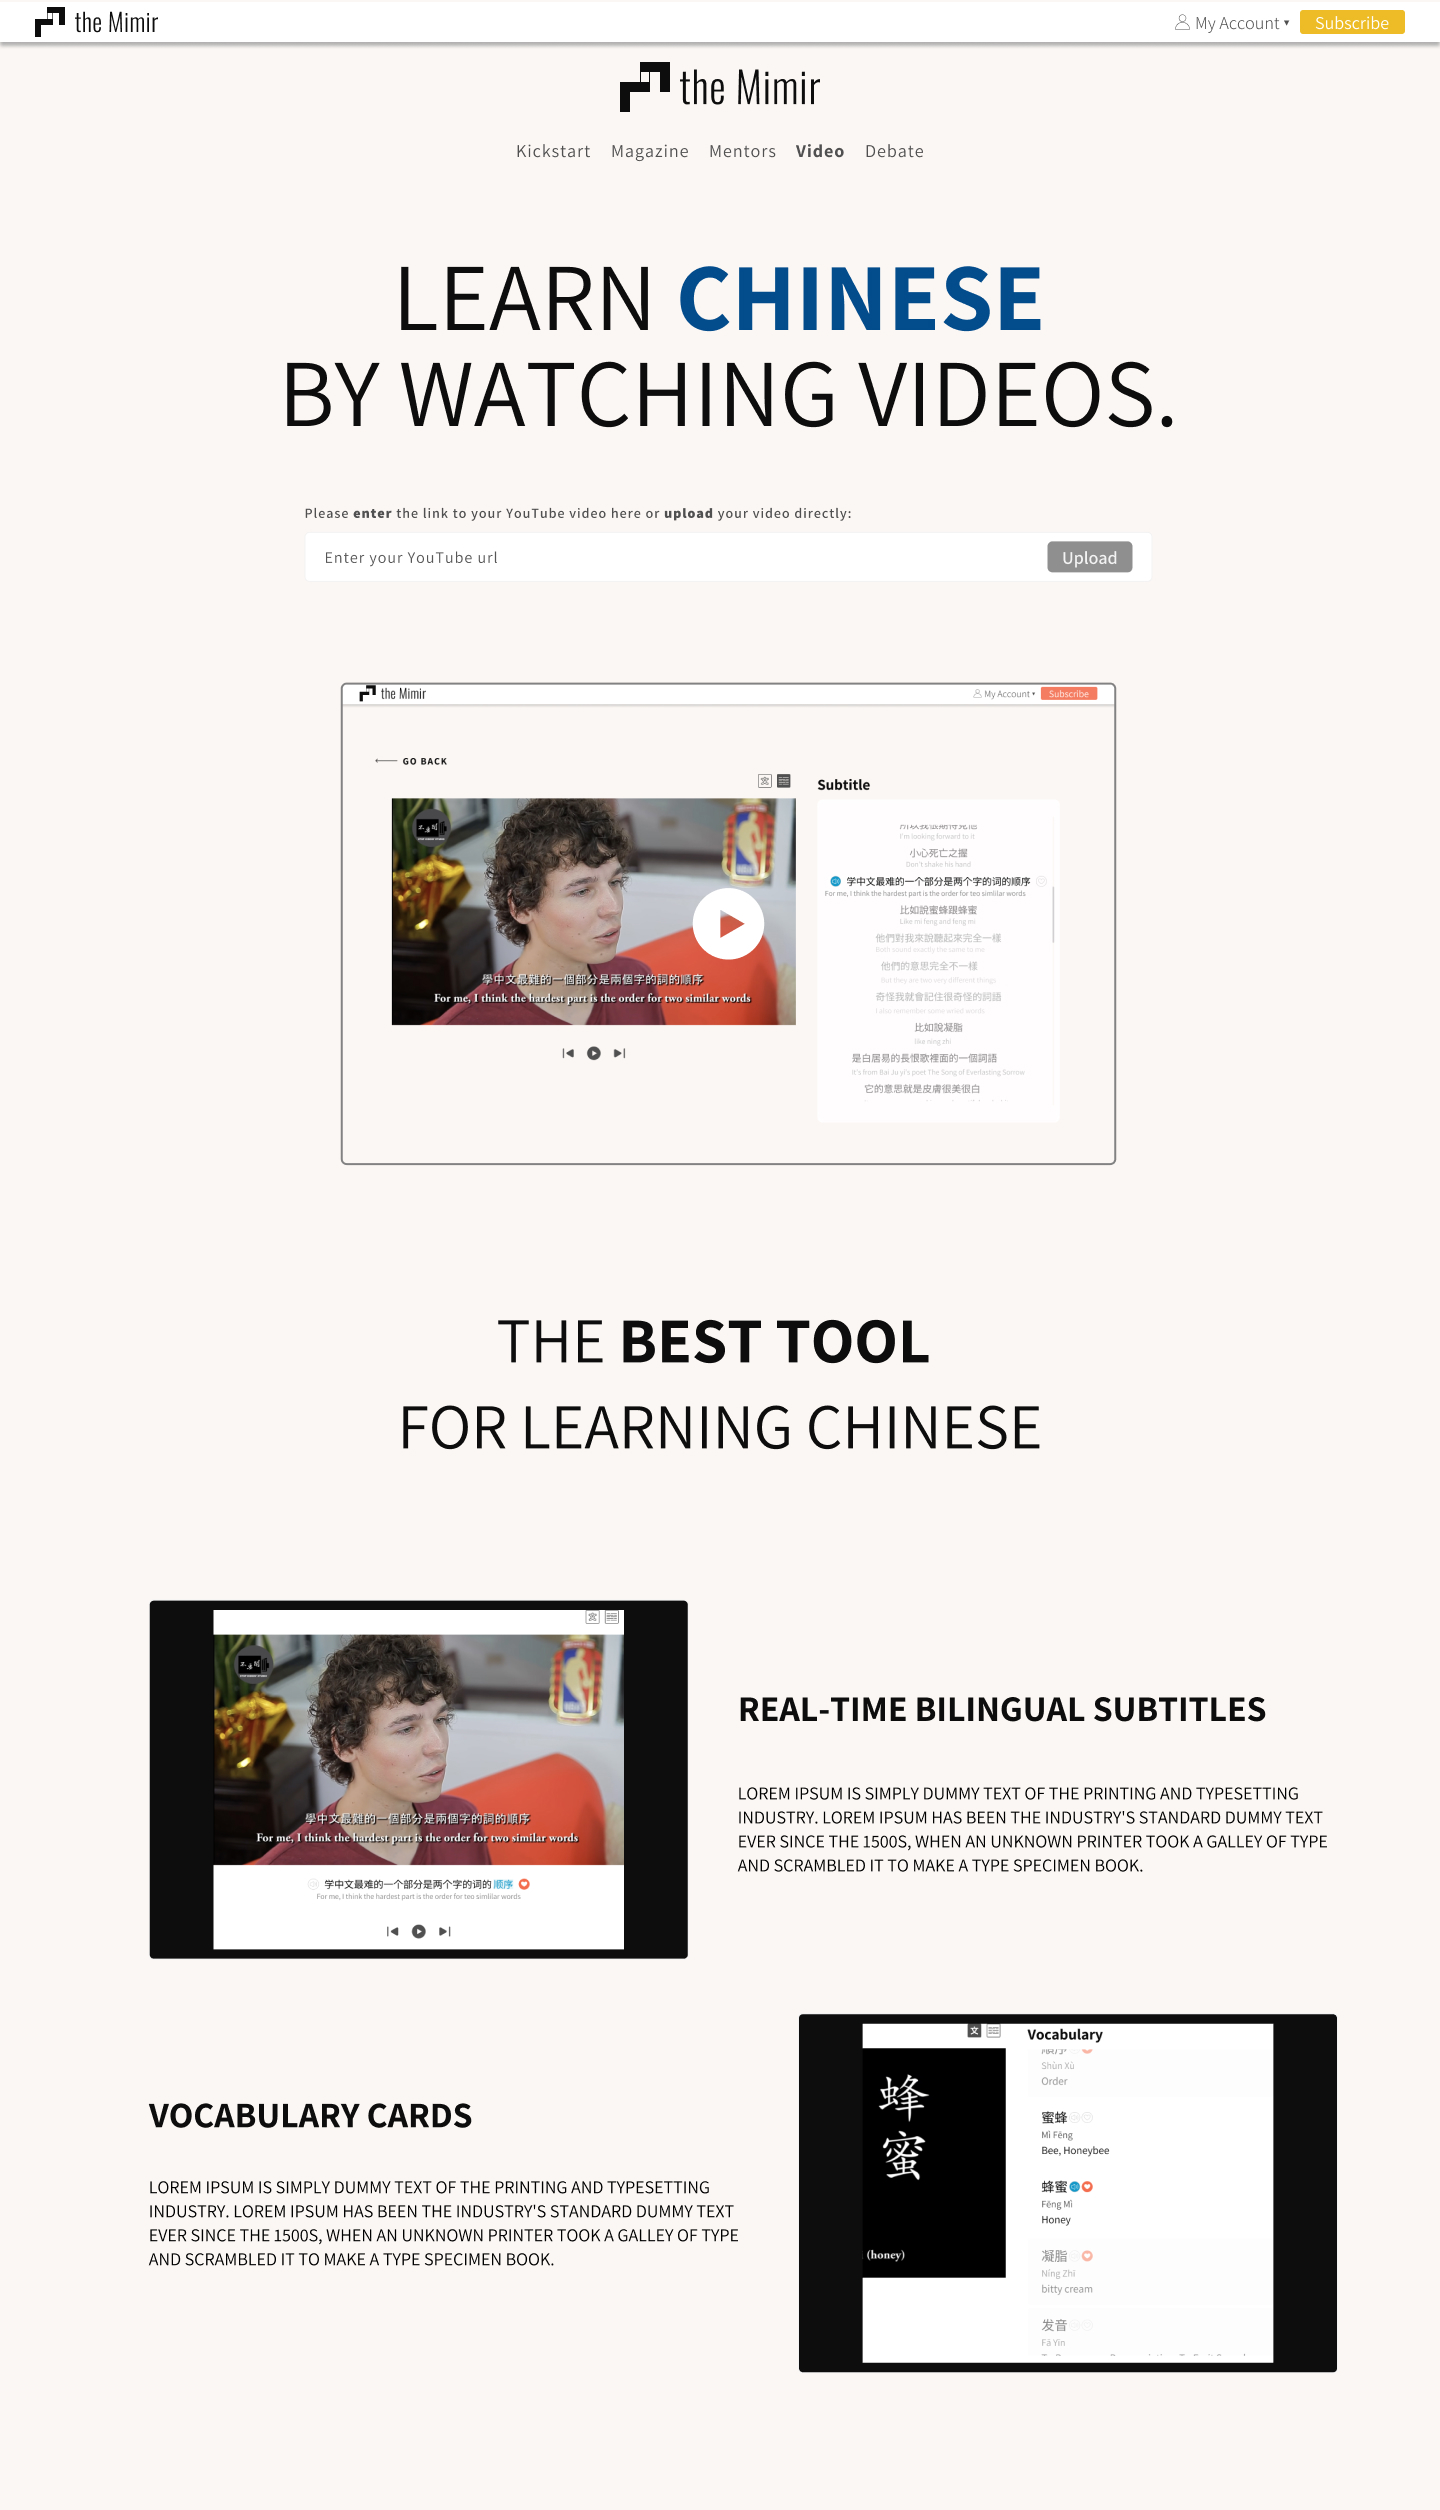 the Mimir
My Account ▾ Subscribe
the Mimir
Kickstart Magazine Mentors Video Debate
LEARN CHINESE
BY WATCHING VIDEOS.
Please enter the link to your YouTube video here or upload your video directly:
Enter your YouTube url Upload
the Mimir
My Account ▾ Subscribe
GO BACK
學中文最難的一個部分是兩個字的詞的順序
For me, I think the hardest part is the order for two similar words
Subtitle
I'm looking forward to it
小心死亡之握
Don't shake his hand
学中文最难的一个部分是两个字的词的顺序
For me, I think the hardest part is the order for teo simlilar words
比如說蜜蜂跟蜂蜜
Like mi feng and feng mi
他們對我來說聽起來完全一樣
Both sound exactly the same to me
他們的意思完全不一樣
But they are two very different things
奇怪我就會記住很奇怪的詞語
I also remember some wired words
比如說凝脂
like ning zhi
是白居易的長恨歌裡面的一個詞語
It's from Bai Ju yi's poet The Song of Everlasting Sorrow
它的意思就是皮膚很美很白
THE BEST TOOL
FOR LEARNING CHINESE
學中文最難的一個部分是兩個字的詞的順序
For me, I think the hardest part is the order for two similar words
学中文最难的一个部分是两个字的词的 顺序
For me, I think the hardest part is the order for teo simlilar words
REAL-TIME BILINGUAL SUBTITLES
LOREM IPSUM IS SIMPLY DUMMY TEXT OF THE PRINTING AND TYPESETTING
INDUSTRY. LOREM IPSUM HAS BEEN THE INDUSTRY'S STANDARD DUMMY TEXT
EVER SINCE THE 1500S, WHEN AN UNKNOWN PRINTER TOOK A GALLEY OF TYPE
AND SCRAMBLED IT TO MAKE A TYPE SPECIMEN BOOK.
VOCABULARY CARDS
LOREM IPSUM IS SIMPLY DUMMY TEXT OF THE PRINTING AND TYPESETTING
INDUSTRY. LOREM IPSUM HAS BEEN THE INDUSTRY'S STANDARD DUMMY TEXT
EVER SINCE THE 1500S, WHEN AN UNKNOWN PRINTER TOOK A GALLEY OF TYPE
AND SCRAMBLED IT TO MAKE A TYPE SPECIMEN BOOK.
文
蜂
蜜
(honey)
Vocabulary
Shùn Xù
Order
蜜蜂
Mì Fēng
Bee, Honeybee
蜂蜜
Fēng Mì
Honey
凝脂
Níng Zhī
bitty cream
发音
Fā Yīn